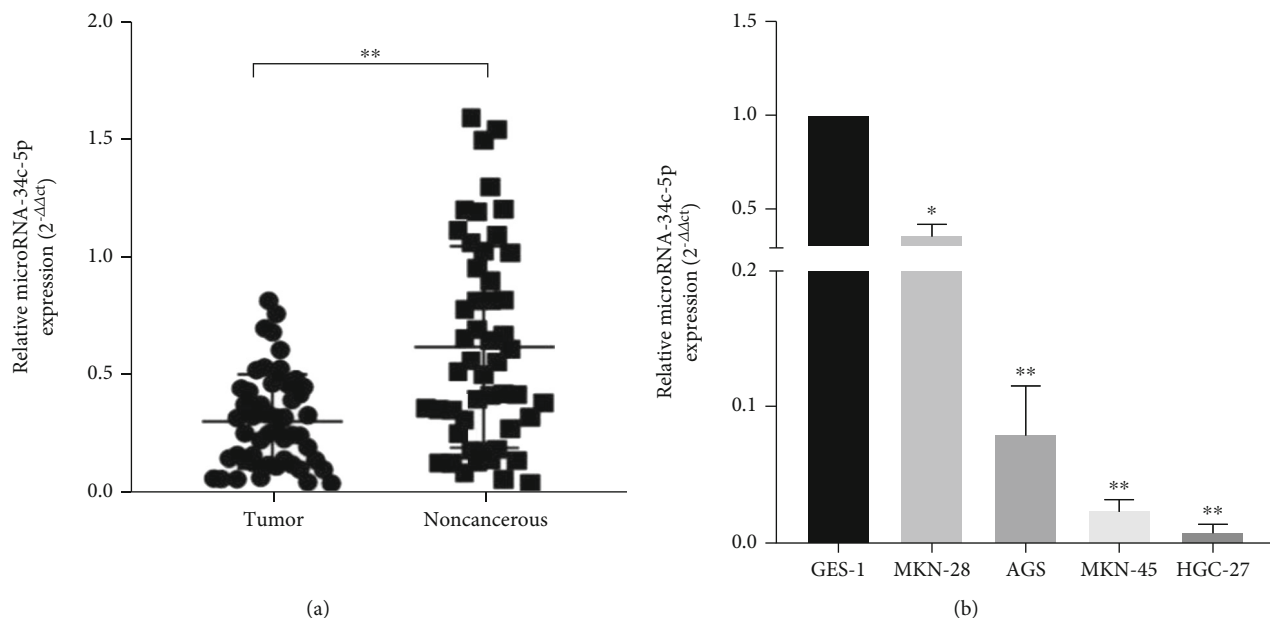 Relative microRNA-34c-5p
expression (2^-ΔΔct)
2.0
1.5
1.0
0.5
0.0
**
Tumor
Noncancerous
(a)
Relative microRNA-34c-5p
expression (2^-ΔΔct)
1.5
1.0
0.5
0.2
0.1
0.0
*
**
**
**
GES-1
MKN-28
AGS
MKN-45
HGC-27
(b)